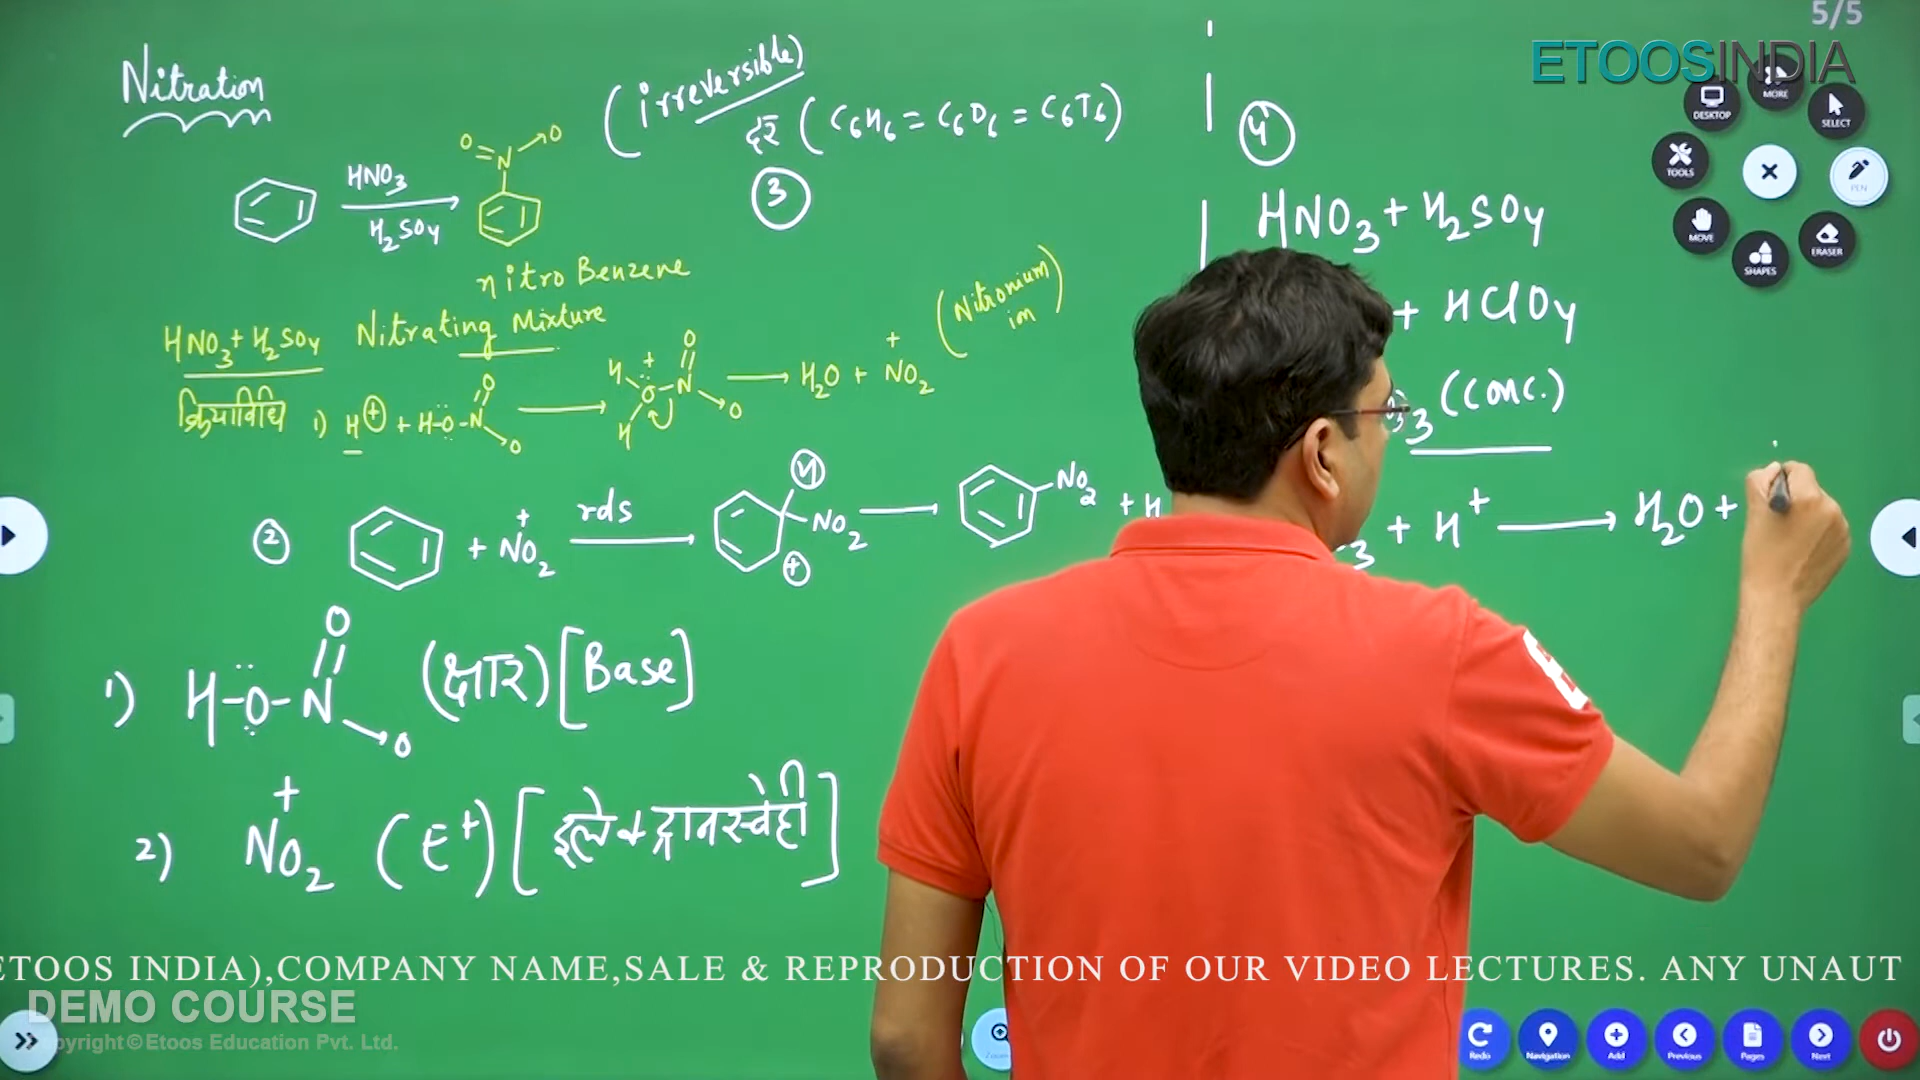 5/5
ETOOSINDIA
MORE
DESKTOP
SELECT
TOOLS
PEN
MOVE
ERASER
SHAPES
Nitration
(irreversible)
दर (C6H6 = C6D6 = C6T6)
3
HNO3
H2SO4
O=N→O
nitro Benzene
HNO3 + H2SO4 Nitrating Mixture
क्रियाविधि 1) H⊕ + H-Ö-N=O→O ⟶ H-O-N=O→O ⟶ H2O + NO2+
(Nitronium
2) + NO2+ rds ⟶ H NO2 ⊕ ⟶ NO2 + H
1) H-Ö-N=O→O (क्षार) [Base]
2) NO2+ (E+) [इलेक्ट्रानस्नेही]
4
HNO3 + H2SO4
+ HClO4
3 (conc.)
3 + H+ ⟶ H2O +
ETOOS INDIA),COMPANY NAME,SALE & REPRODUCTION OF OUR VIDEO LECTURES. ANY UNAUT
DEMO COURSE
Copyright©Etoos Education Pvt. Ltd.
Redo
Navigation
Add
Previous
Pages
Next